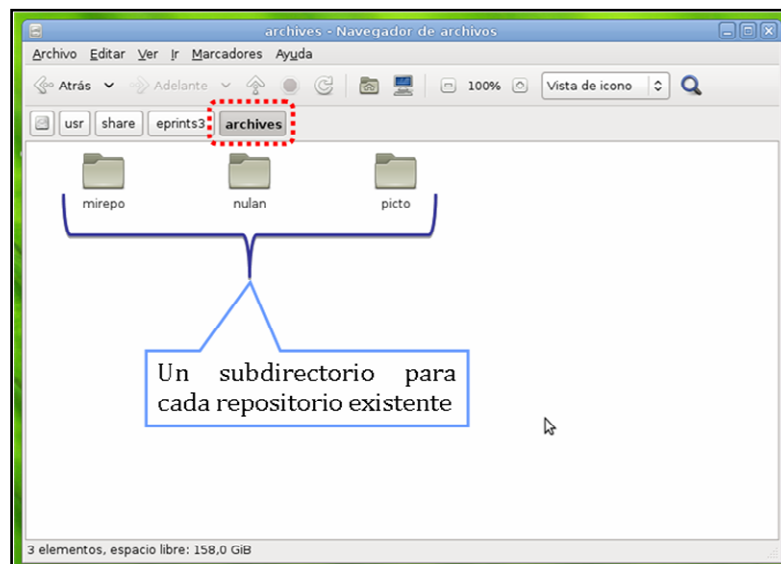 archives - Navegador de archivos
Archivo Editar Ver Ir Marcadores Ayuda
Atrás Adelante 100% Vista de icono
usr share eprints3 archives
mirepo nulan picto
Un subdirectorio para
cada repositorio existente
3 elementos, espacio libre: 158,0 GiB